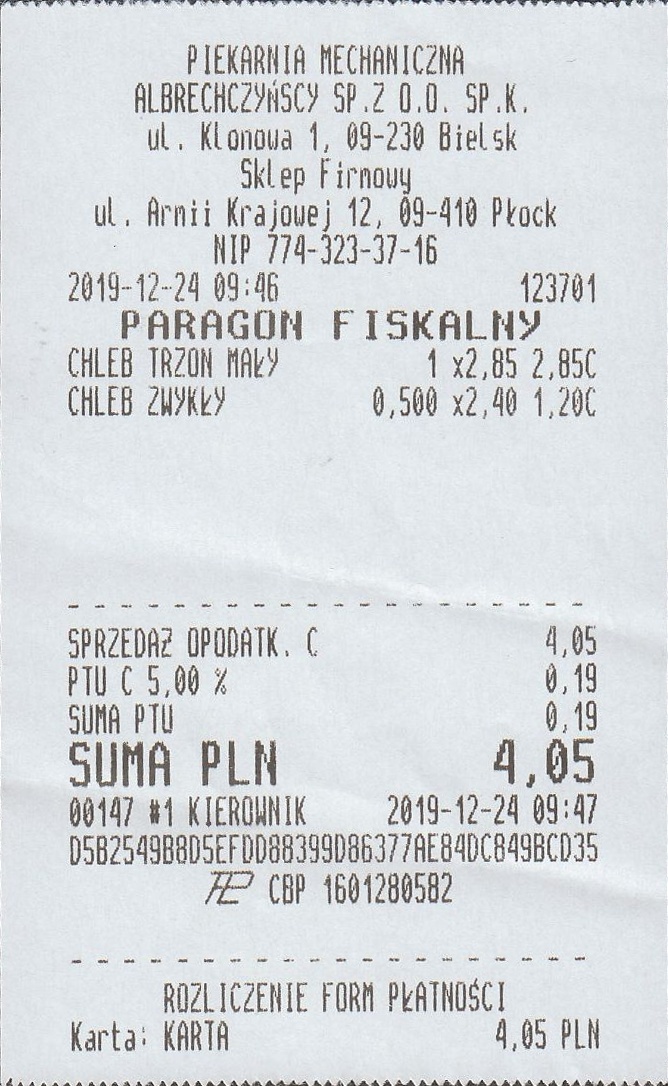 PIEKARNIA MECHANICZNA
ALBRECHCZYŃSCY SP.Z O.O. SP.K.
ul. Klonowa 1, 09-230 Bielsk
Sklep Firmowy
ul. Armii Krajowej 12, 09-410 Płock
NIP 774-323-37-16
2019-12-24 09:46 123701
PARAGON FISKALNY
CHLEB TRZON MAŁY 1 x2,85 2,85C
CHLEB ZWYKŁY 0,500 x2,40 1,20C
SPRZEDAŻ OPODATK. C 4,05
PTU C 5,00 % 0,19
SUMA PTU 0,19
SUMA PLN 4,05
00147 #1 KIEROWNIK 2019-12-24 09:47
D5B2549B8D5EFDD88399D86377AE84DC849BCD35
CBP 1601280582
ROZLICZENIE FORM PŁATNOŚCI
Karta: KARTA 4,05 PLN